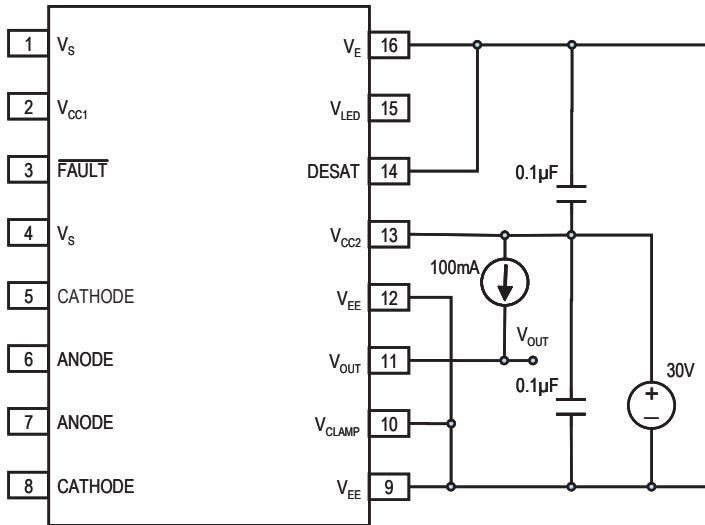 1 V_S
2 V_CC1
3 FAULT
4 V_S
5 CATHODE
6 ANODE
7 ANODE
8 CATHODE
V_E 16
V_LED 15
DESAT 14
V_CC2 13
V_EE 12
V_OUT 11
V_CLAMP 10
V_EE 9
0.1µF
100mA
V_OUT
0.1µF
30V
+
–